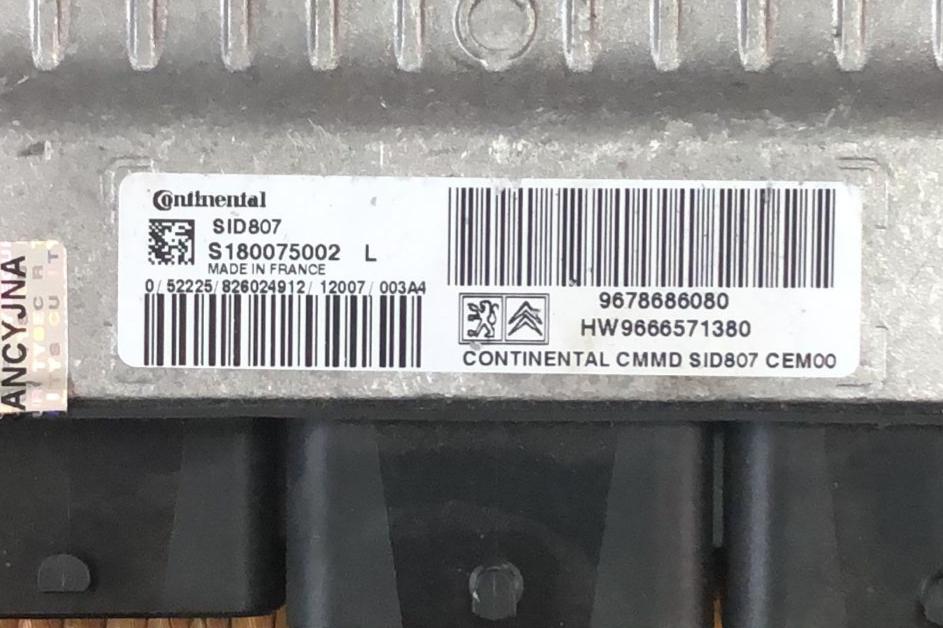 Continental
SID807
S180075002 L
MADE IN FRANCE
0/ 52225/ 826024912/ 12007/ 003A4
9678686080
HW9666571380
CONTINENTAL CMMD SID807 CEM00
ANCYJNA